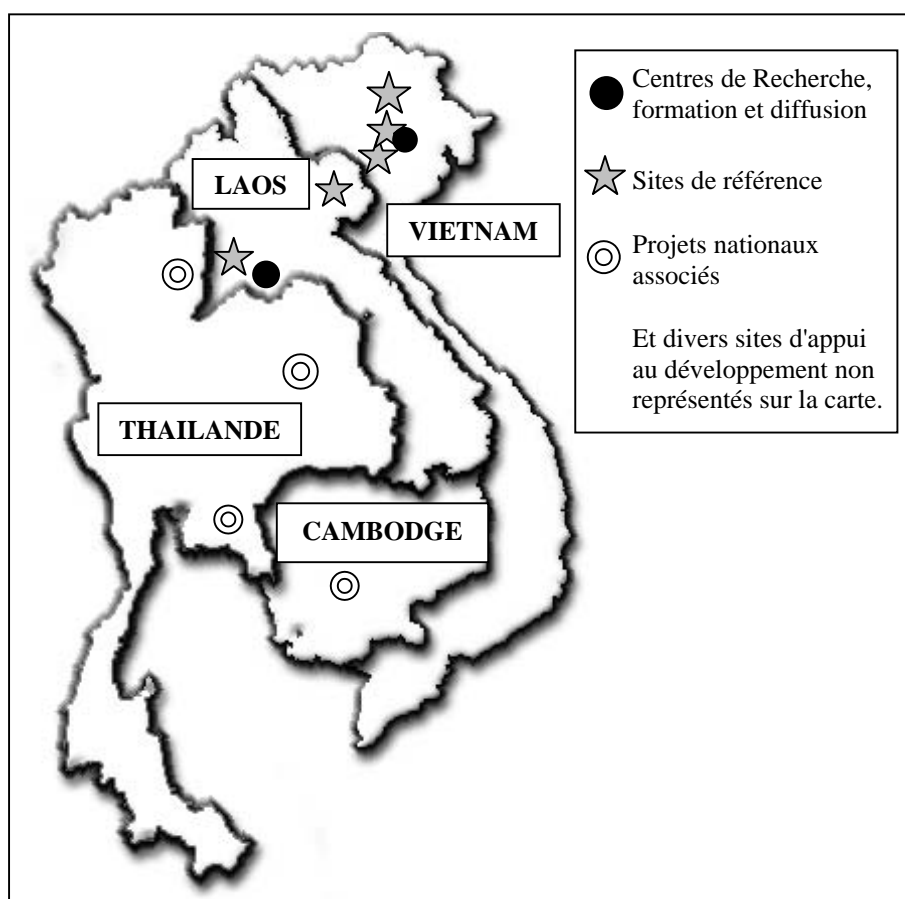 Centres de Recherche,
formation et diffusion
Sites de référence
Projets nationaux
associés
Et divers sites d'appui
au développement non
représentés sur la carte.
LAOS
VIETNAM
THAILANDE
CAMBODGE